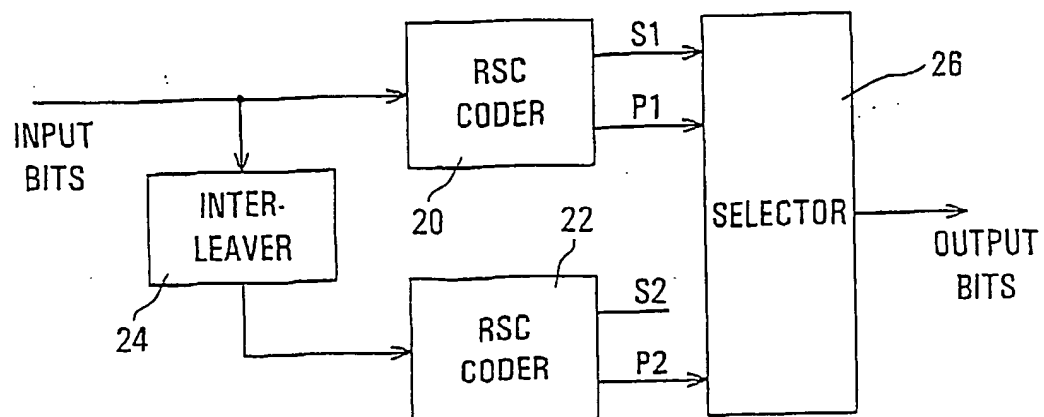 S1
RSC
CODER
P1
26
INPUT
BITS
INTER-
LEAVER
20
22
SELECTOR
OUTPUT
BITS
24
RSC
CODER
S2
P2